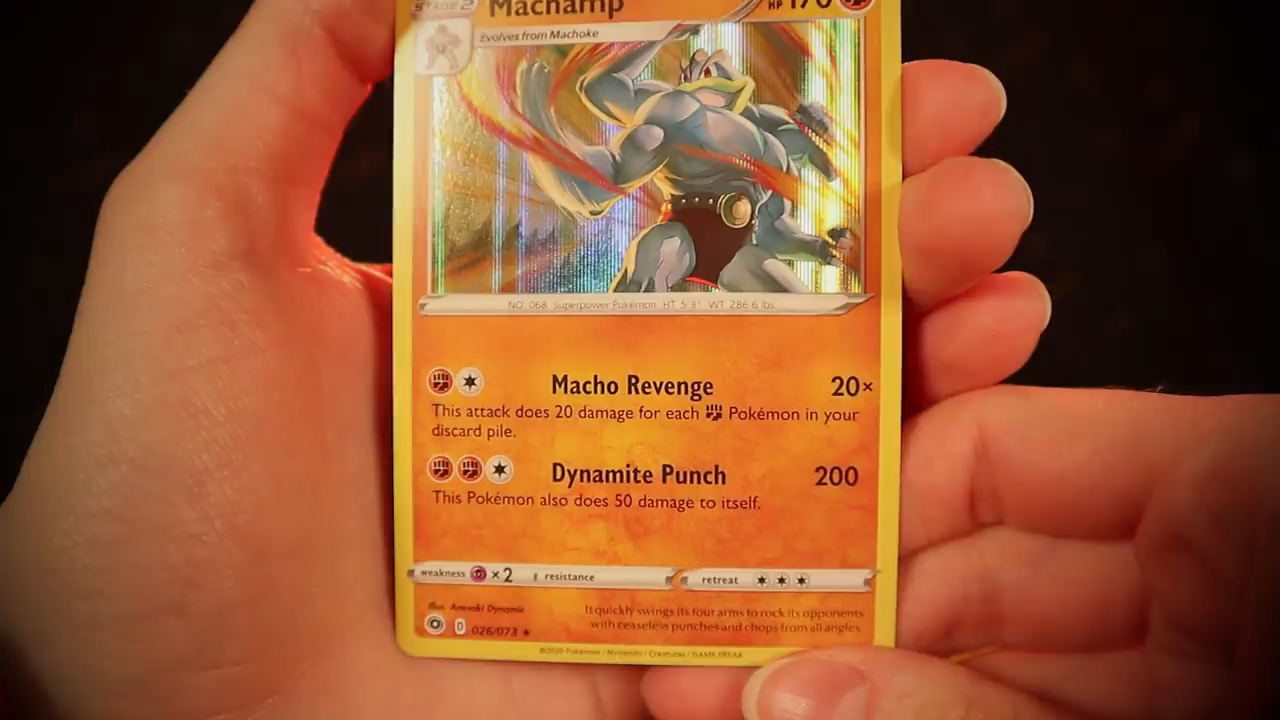 STAGE 2
Machamp
HP 170
Evolves from Machoke
NO. 068 Superpower Pokémon HT 5'3" WT 286.6 lbs.
Macho Revenge 20×
This attack does 20 damage for each Pokémon in your
discard pile.
Dynamite Punch 200
This Pokémon also does 50 damage to itself.
weakness ×2 resistance retreat
Illus. Anesaki Dynamic
It quickly swings its four arms to rock its opponents
with ceaseless punches and chops from all angles
D 026/073 ★
©2020 Pokémon / Nintendo / Creatures / GAME FREAK